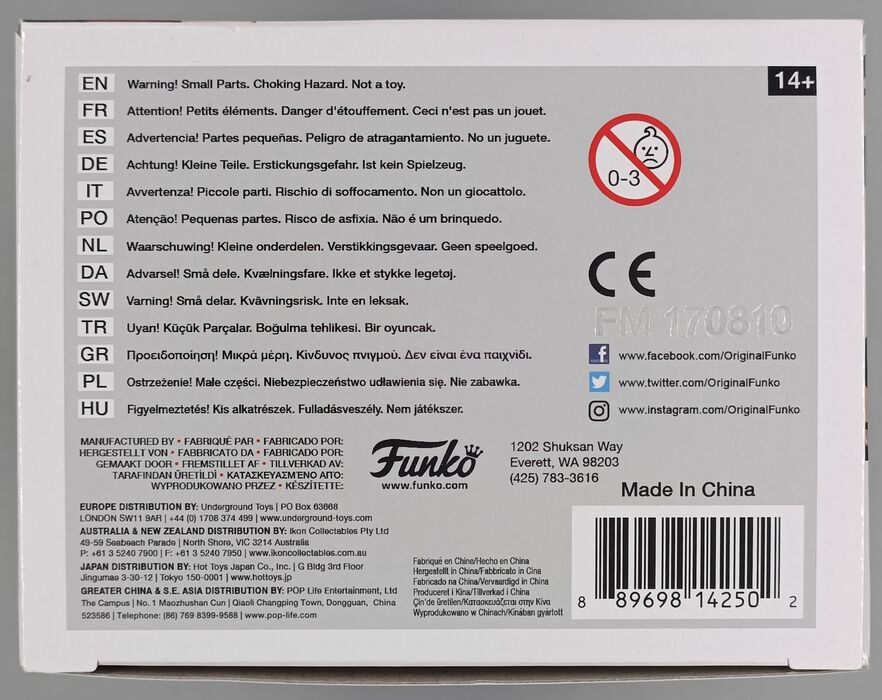 14+
EN Warning! Small Parts. Choking Hazard. Not a toy.
FR Attention! Petits éléments. Danger d'étouffement. Ceci n'est pas un jouet.
ES Advertencia! Partes pequeñas. Peligro de atragantamiento. No un juguete.
DE Achtung! Kleine Teile. Erstickungsgefahr. Ist kein Spielzeug.
IT Avvertenza! Piccole parti. Rischio di soffocamento. Non un giocattolo.
PO Atenção! Pequenas partes. Risco de asfixia. Não é um brinquedo.
NL Waarschuwing! Kleine onderdelen. Verstikkingsgevaar. Geen speelgoed.
DA Advarsel! Små dele. Kvælningsfare. Ikke et stykke legetøj.
SW Varning! Små delar. Kvävningsrisk. Inte en leksak.
TR Uyarı! Küçük Parçalar. Boğulma tehlikesi. Bir oyuncak.
GR Προειδοποίηση! Μικρά μέρη. Κίνδυνος πνιγμού. Δεν είναι ένα παιχνίδι.
PL Ostrzeżenie! Małe części. Niebezpieczeństwo udławienia się. Nie zabawka.
HU Figyelmeztetés! Kis alkatrészek. Fulladásveszély. Nem játékszer.
0-3
CE
FM 170810
www.facebook.com/OriginalFunko
www.twitter.com/OriginalFunko
www.instagram.com/OriginalFunko
MANUFACTURED BY • FABRIQUÉ PAR • FABRICADO POR:
HERGESTELLT VON • FABBRICATO DA • FABRICADO POR:
GEMAAKT DOOR • FREMSTILLET AF • TILLVERKAD AV:
TARAFINDAN ÜRETİLDİ • ΚΑΤΑΣΚΕΥΑΣΜΈΝΟ ΑΠΌ:
WYPRODUKOWANO PRZEZ • KÉSZÍTETTE:
Funko
www.funko.com
1202 Shuksan Way
Everett, WA 98203
(425) 783-3616
Made In China
EUROPE DISTRIBUTION BY: Underground Toys | PO Box 63668
LONDON SW11 9AR | +44 (0) 1708 374 499 | www.underground-toys.com
AUSTRALIA & NEW ZEALAND DISTRIBUTION BY: Ikon Collectables Pty Ltd
49-59 Seabeach Parade | North Shore, VIC 3214 Australia
P: +61 3 5240 7900 | F: +61 3 5240 7950 | www.ikoncollectables.com.au
JAPAN DISTRIBUTION BY: Hot Toys Japan Co., Inc. | G Bldg 3rd Floor
Jingumae 3-30-12 | Tokyo 150-0001 | www.hottoys.jp
GREATER CHINA & S.E. ASIA DISTRIBUTION BY: POP Life Entertainment, Ltd
The Campus | No. 1 Maozhushan Cun | Qiaoli Changping Town, Dongguan, China
523586 | Telephone: (86) 769 8399-9588 | www.pop-life.com
Fabriqué en Chine/Hecho en China
Hergestellt in China/Fabbricato in Cina
Fabricado na China/Vervaardigd in China
Produceret i Kina/Tillverkad i China
Çin'de üretilen/Κατασκευάζεται στην Κίνα
Wyprodukowano w Chinach/Kínában gyártott
8 89698 14250 2